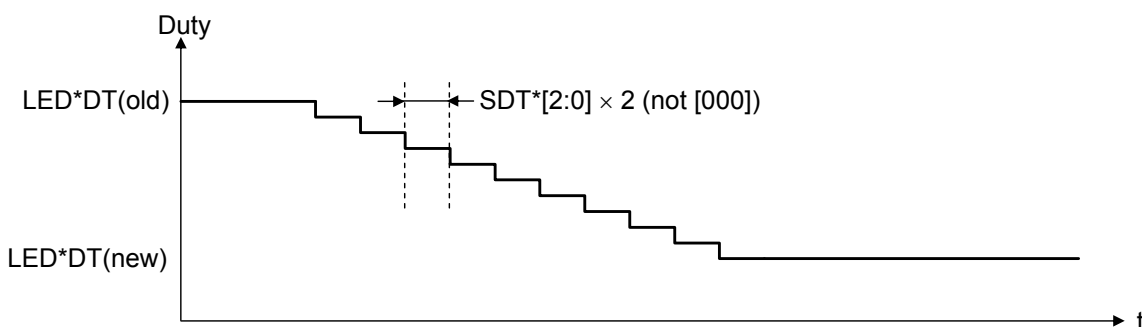 Duty
LED*DT(old)
SDT*[2:0] × 2 (not [000])
LED*DT(new)
t